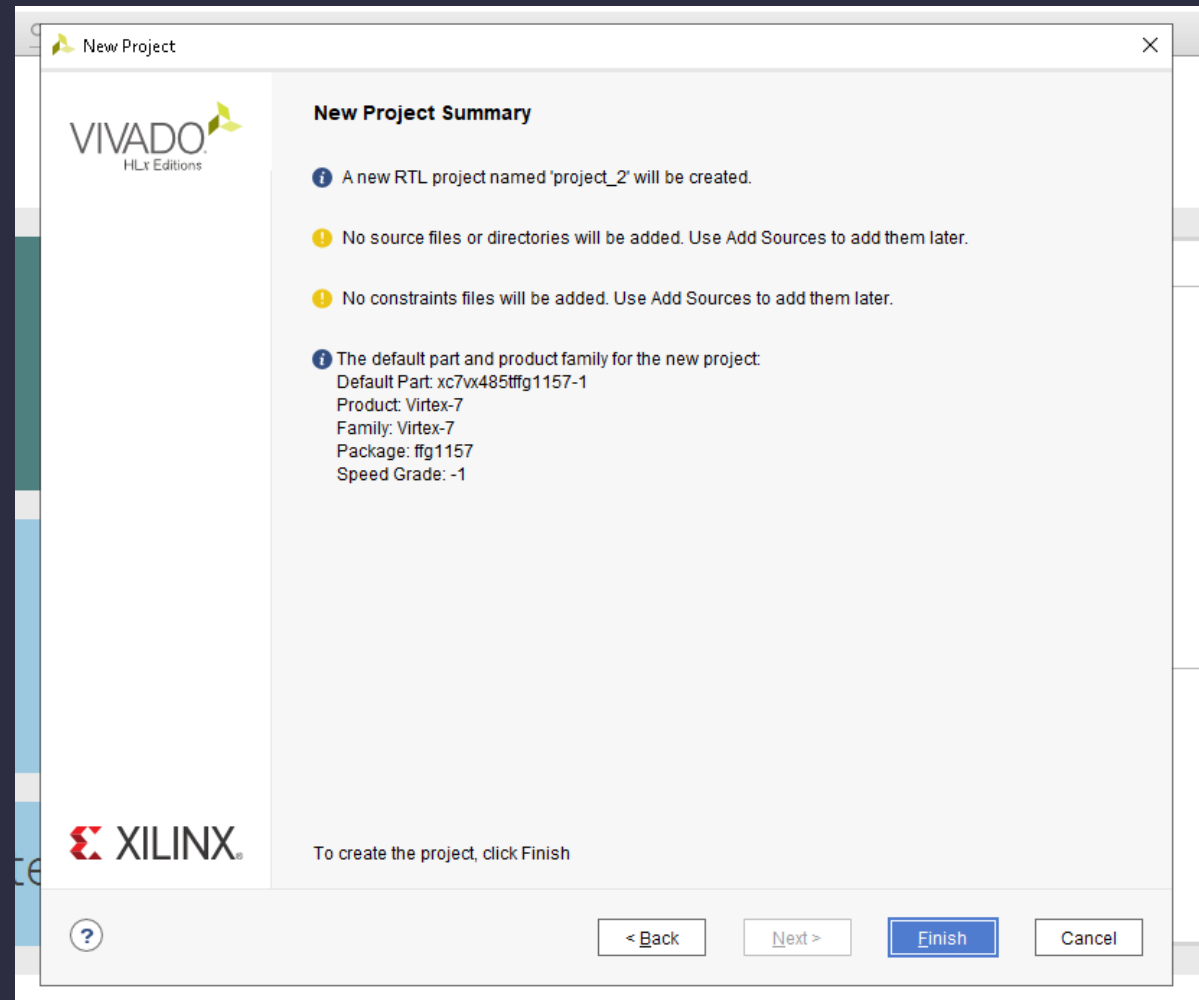 New Project
VIVADO.
HLx Editions
New Project Summary
A new RTL project named 'project_2' will be created.
No source files or directories will be added. Use Add Sources to add them later.
No constraints files will be added. Use Add Sources to add them later.
The default part and product family for the new project:
Default Part: xc7vx485tffg1157-1
Product: Virtex-7
Family: Virtex-7
Package: ffg1157
Speed Grade: -1
XILINX®
te
To create the project, click Finish
?
< Back
Next >
Finish
Cancel